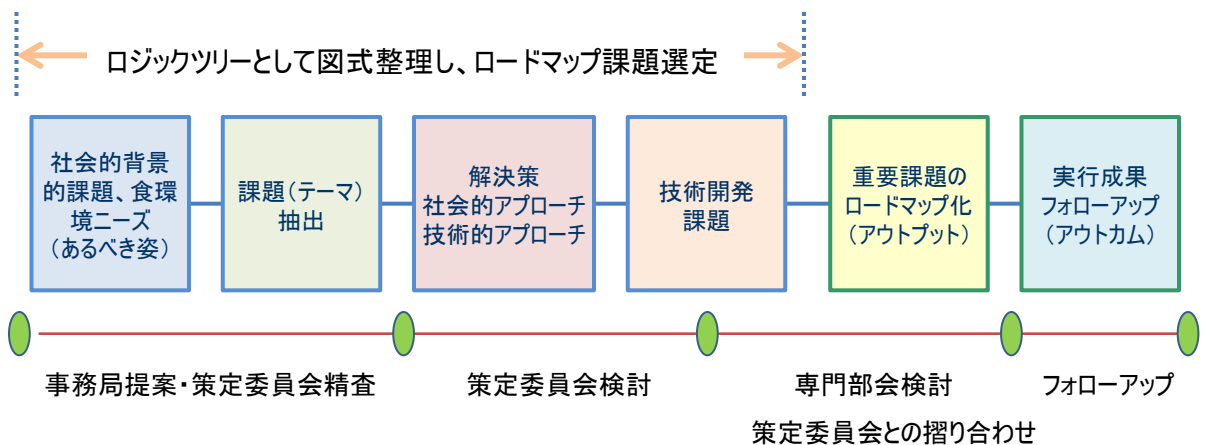 ロジックツリーとして図式整理し、ロードマップ課題選定
社会的背景
的課題、食環
境ニーズ
（あるべき姿）
課題（テーマ）
抽出
解決策
社会的アプローチ
技術的アプローチ
技術開発
課題
重要課題の
ロードマップ化
（アウトプット）
実行成果
フォローアップ
（アウトカム）
事務局提案・策定委員会精査
策定委員会検討
専門部会検討
フォローアップ
策定委員会との摺り合わせ